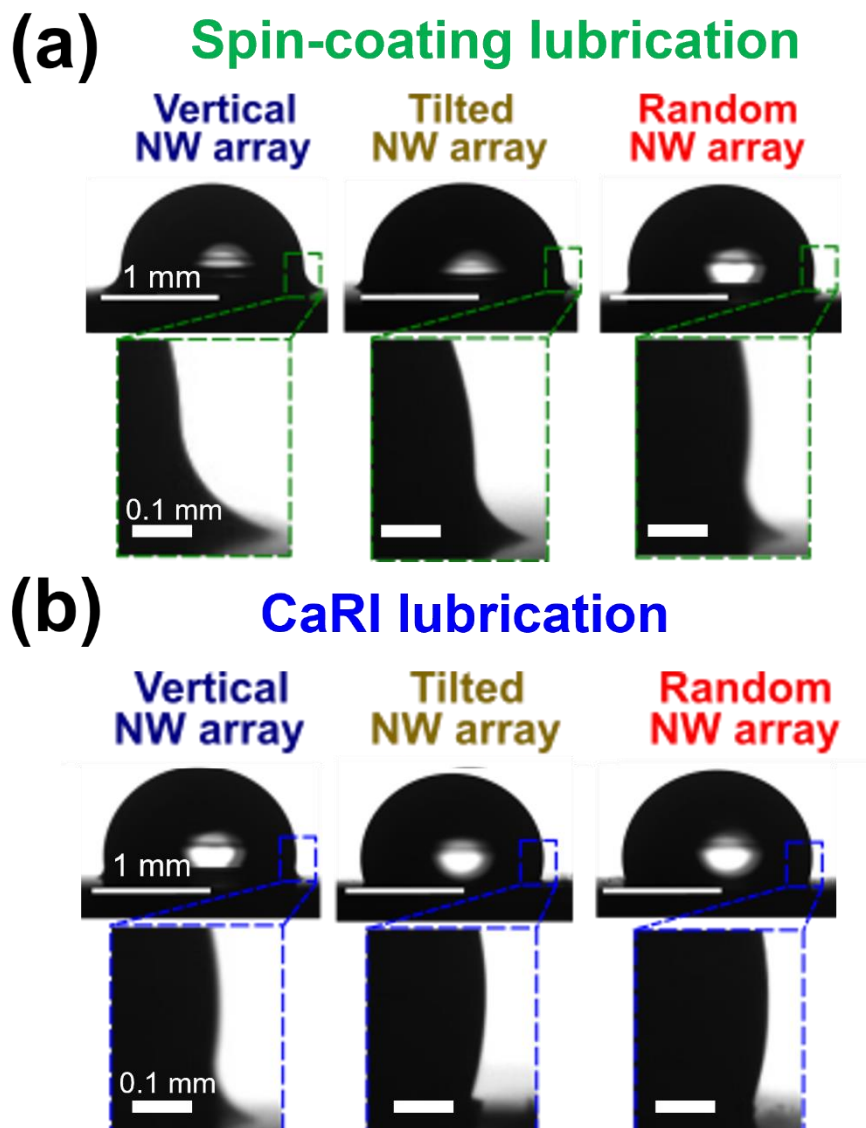 (a) Spin-coating lubrication
Vertical NW array
Tilted NW array
Random NW array
1 mm
0.1 mm
(b) CaRI lubrication
Vertical NW array
Tilted NW array
Random NW array
1 mm
0.1 mm